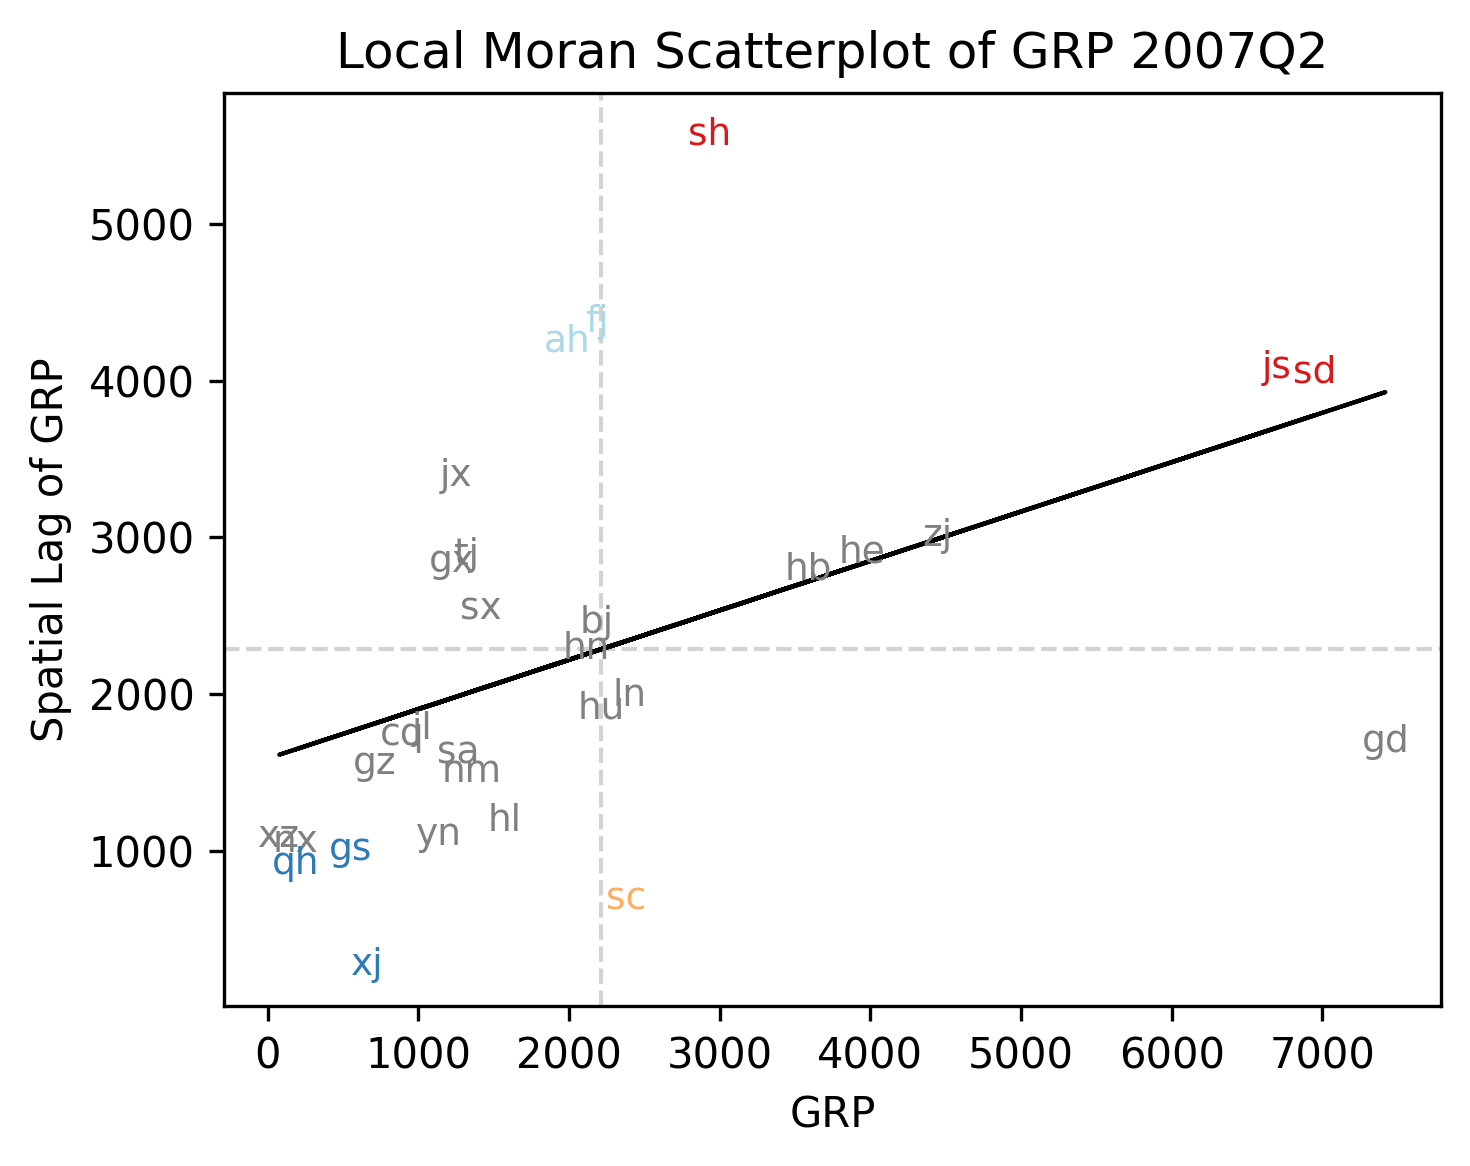 Local Moran Scatterplot of GRP 2007Q2
Spatial Lag of GRP
5000
4000
3000
2000
1000
sh
fj
ah
js
sd
jx
tj
gx
zj
he
hb
sx
bj
hn
ln
hu
jl
cq
gd
sa
gz
nm
hl
xz
nx
yn
gs
qh
sc
xj
0 1000 2000 3000 4000 5000 6000 7000
GRP